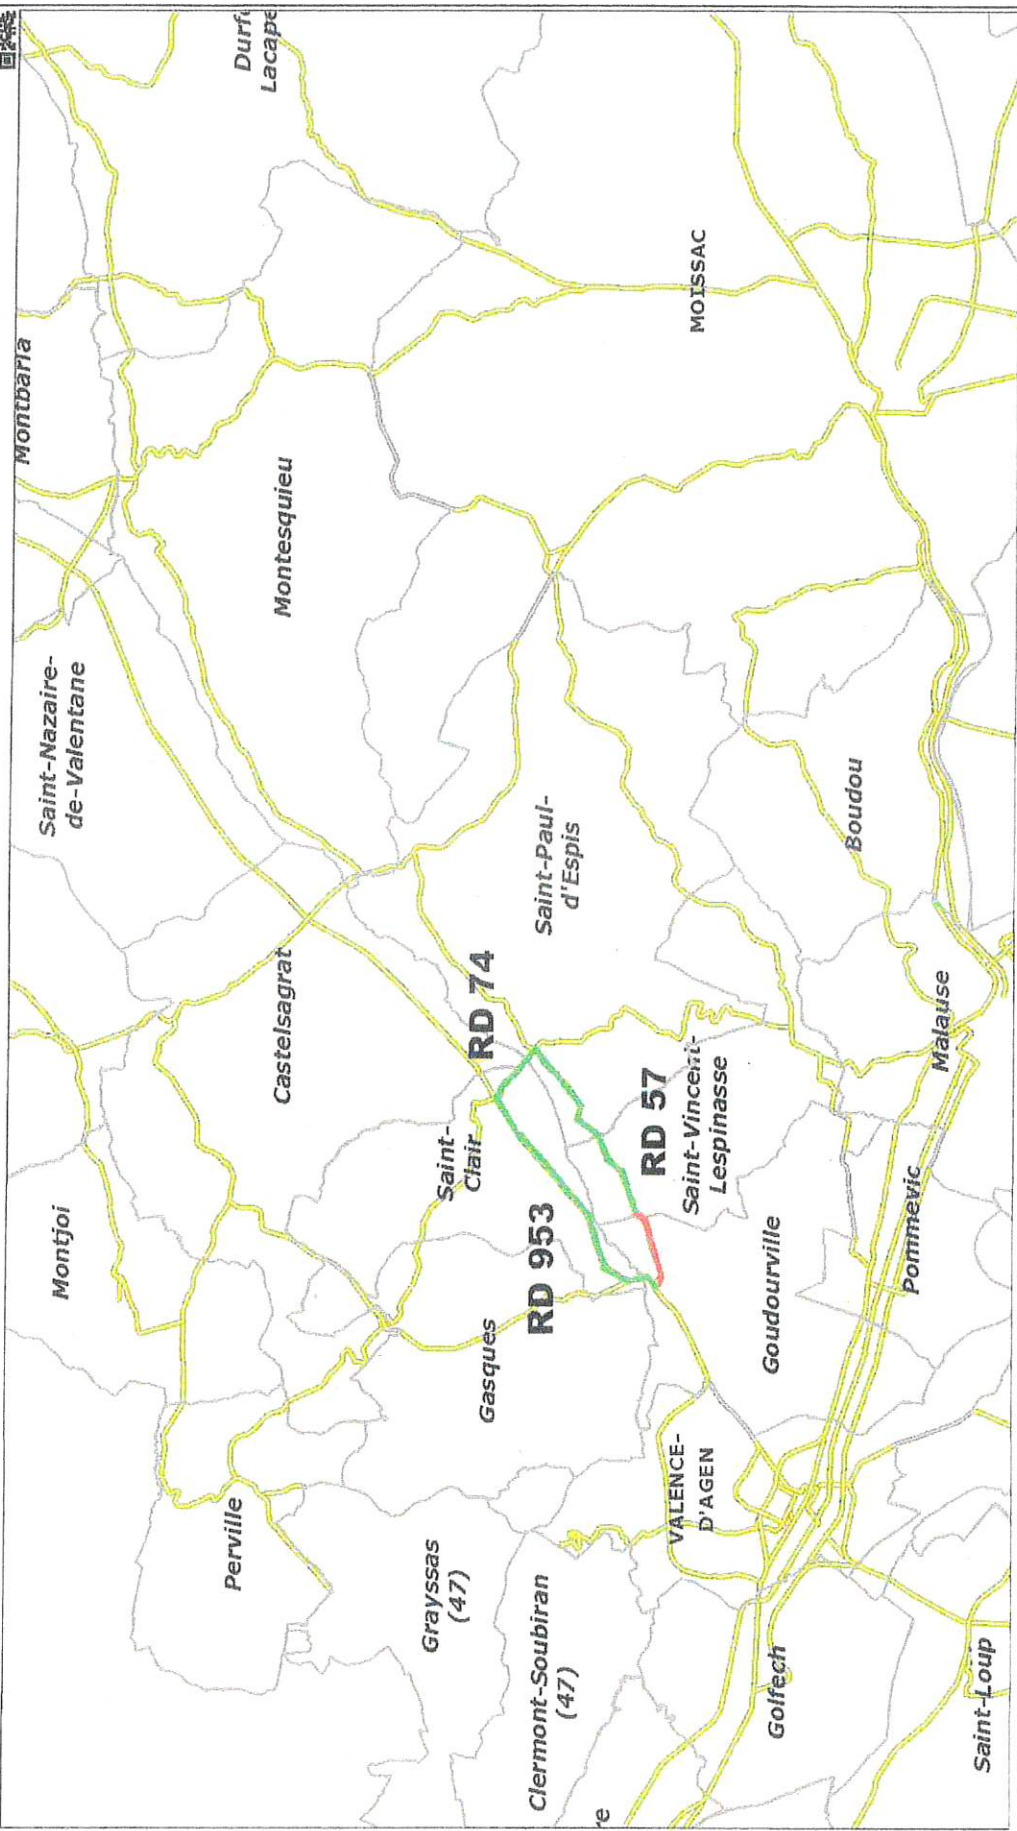 Montbarla
Durf
Lacape
Saint-Nazaire-
de-Valentane
Montesquieu
MOISSAC
Montjoi
Castelsagrat
Saint-
Clair
RD 74
Saint-Paul-
d'Espis
Boudou
Perville
Gasques
RD 953
RD 57
Saint-Vincent-
Lespinasse
Malause
Grayssas
(47)
Goudourville
Pommevic
Clermont-Soubiran
(47)
VALENCE-
D'AGEN
Golfech
Saint-Loup
re